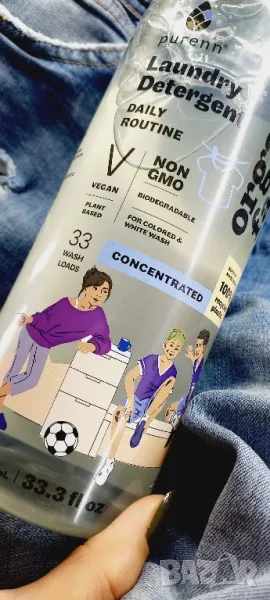 purenn®
Laundry
Detergent
DAILY
ROUTINE
V
VEGAN
PLANT
BASED
NON
GMO
BIODEGRADABLE
FOR COLORED &
WHITE WASH
33
WASH
LOADS
CONCENTRATED
100%
33.3 fl oz
BAZAR